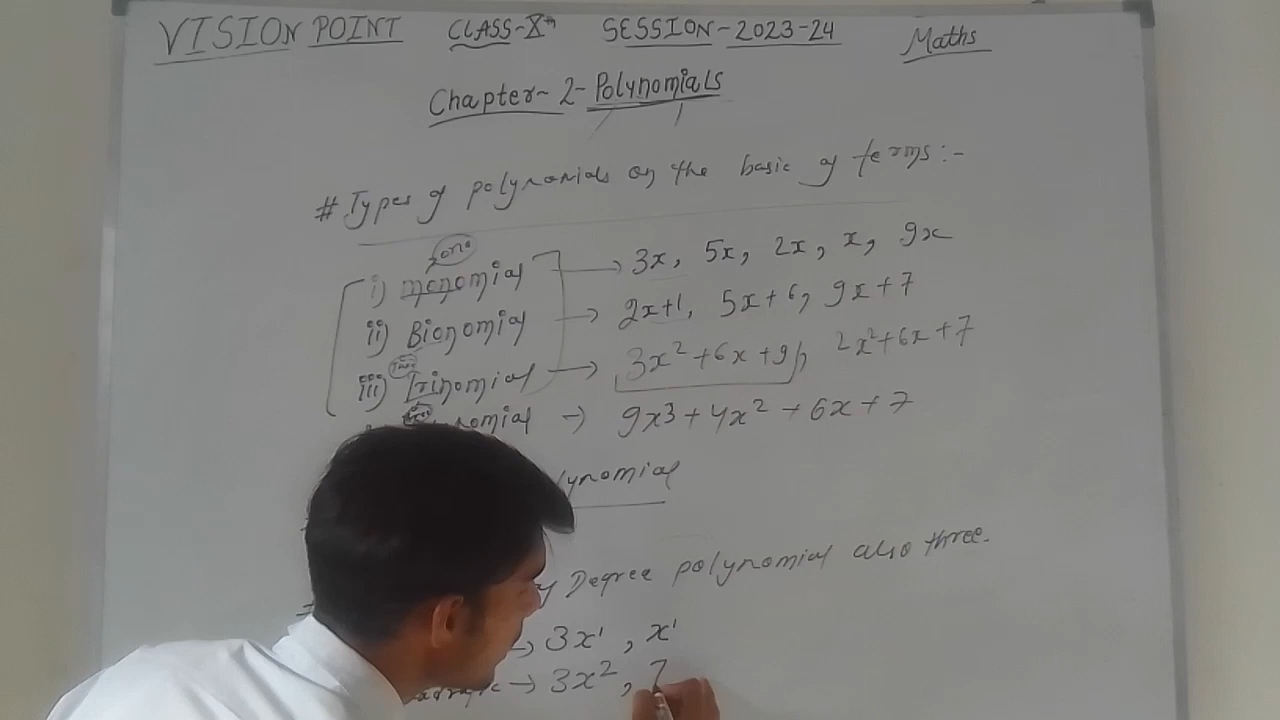 VISION POINT CLASS-Xth SESSION-2023-24 Maths
Chapter-2-Polynomials
# Types of polynomials on the basic of terms:-
one
i) monomial → 3x, 5x, 2x, x, 9x
ii) Bionomial → 2x+1, 5x+6, 9x+7
iii) Trinomial → 3x²+6x+9, 2x²+6x+7
nomial → 9x3+4x²+6x+7
lynomial
Degree polynomial also three.
→ 3x¹, x¹
→ 3x², 7